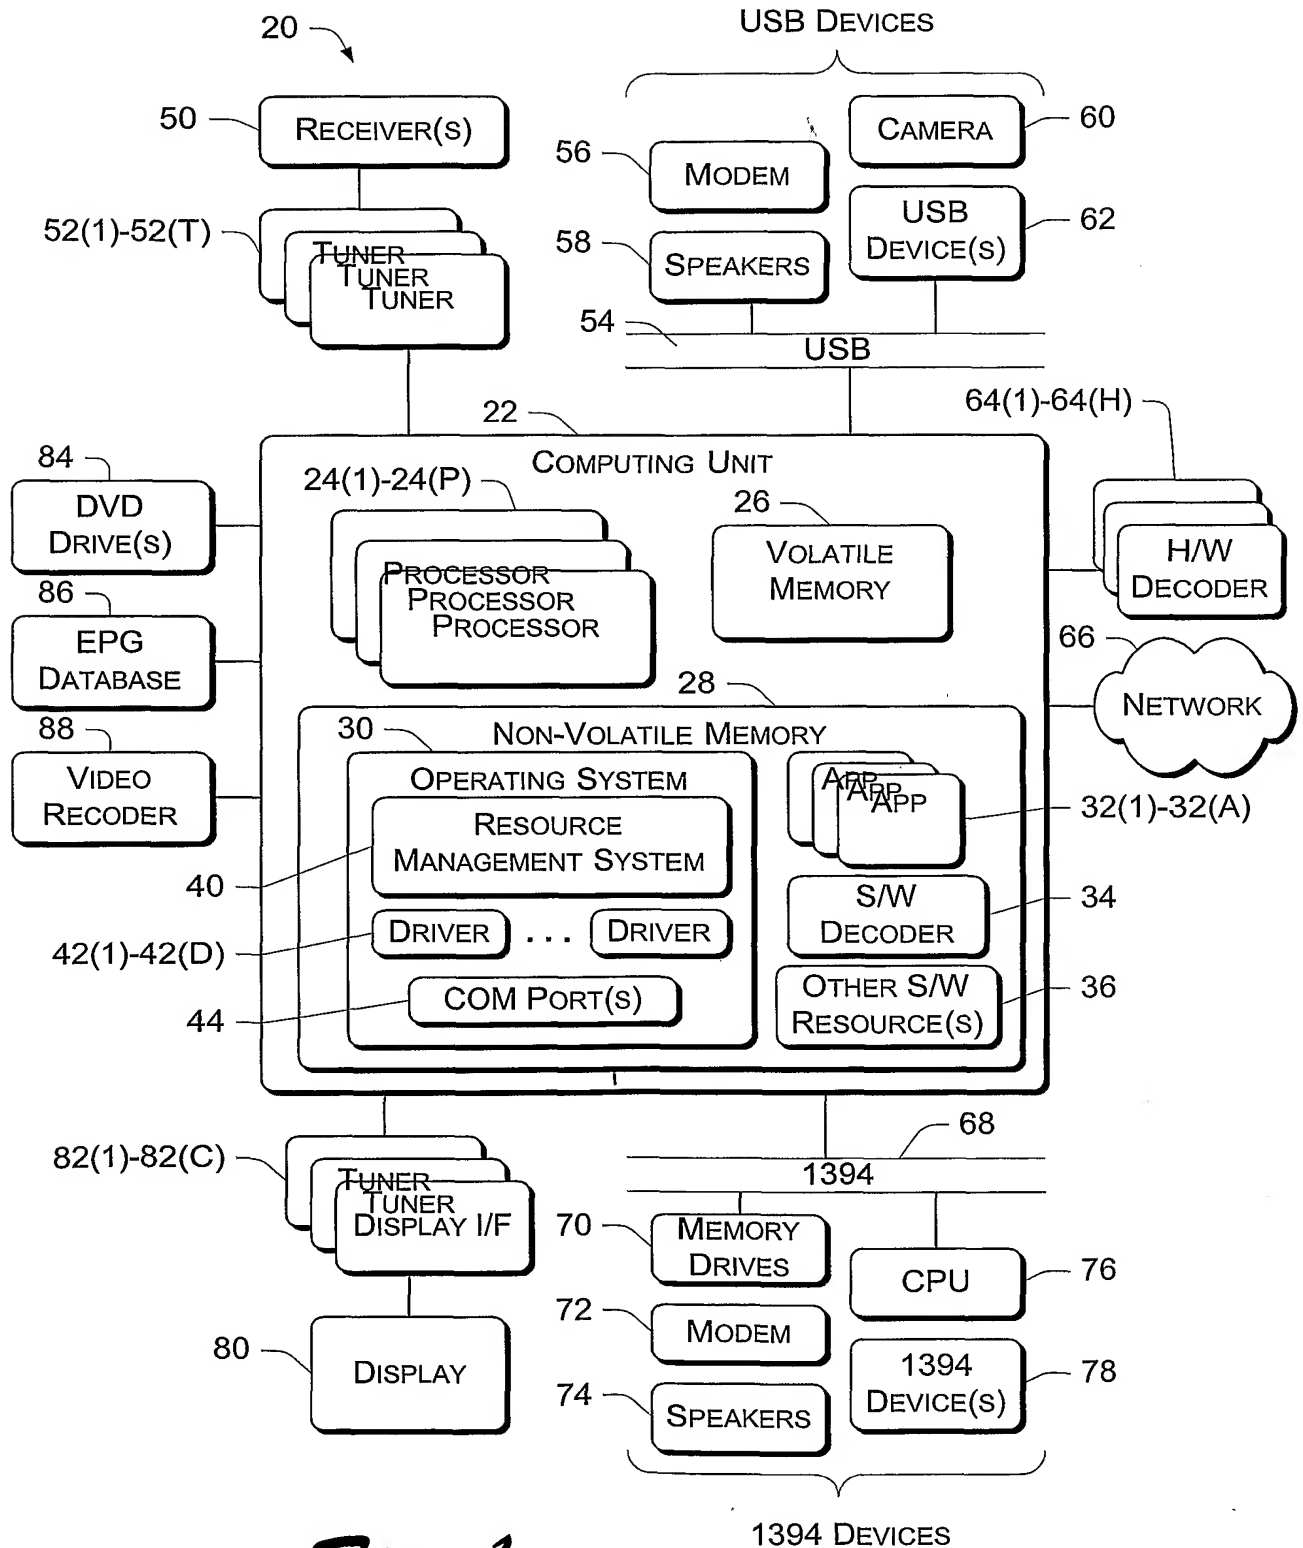 20
USB DEVICES
50
RECEIVER(S)
CAMERA
60
56
MODEM
52(1)-52(T)
TUNER
TUNER
TUNER
USB
DEVICE(S)
62
58
SPEAKERS
54
USB
64(1)-64(H)
22
COMPUTING UNIT
84
DVD
DRIVE(S)
24(1)-24(P)
PROCESSOR
PROCESSOR
PROCESSOR
26
VOLATILE
MEMORY
H/W
DECODER
86
EPG
DATABASE
66
NETWORK
28
NON-VOLATILE MEMORY
88
VIDEO
RECODER
30
OPERATING SYSTEM
RESOURCE
MANAGEMENT SYSTEM
40
APP
APP
APP
32(1)-32(A)
S/W
DECODER
34
42(1)-42(D)
DRIVER
...
DRIVER
44
COM PORT(S)
OTHER S/W
RESOURCE(S)
36
82(1)-82(C)
TUNER
TUNER
DISPLAY I/F
68
1394
70
MEMORY
DRIVES
CPU
76
72
MODEM
80
DISPLAY
1394
DEVICE(S)
78
74
SPEAKERS
1394 DEVICES